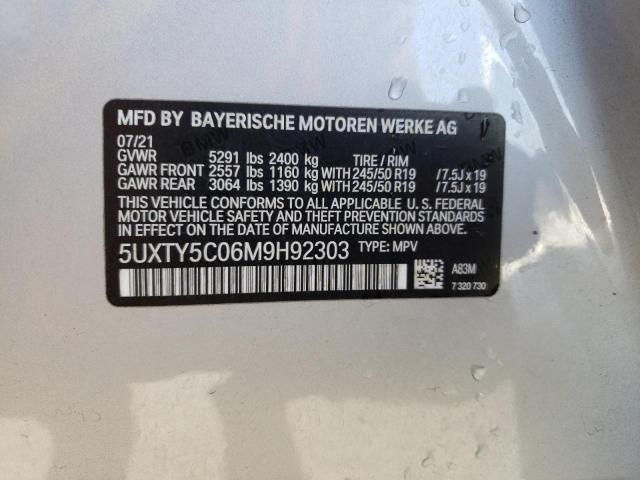 MFD BY BAYERISCHE MOTOREN WERKE AG
07/21
GVWR 5291 lbs 2400 kg TIRE / RIM
GAWR FRONT 2557 lbs 1160 kg WITH 245/50 R19 /7.5J x 19
GAWR REAR 3064 lbs 1390 kg WITH 245/50 R19 /7.5J x 19
THIS VEHICLE CONFORMS TO ALL APPLICABLE U. S. FEDERAL
MOTOR VEHICLE SAFETY, BUMPER, AND THEFT PREVENTION STANDARDS
IN EFFECT ON THE DATE OF MANUFACTURE SHOWN ABOVE.
5UXTY5C06M9H92303 TYPE: MPV
A83M
7 320 730